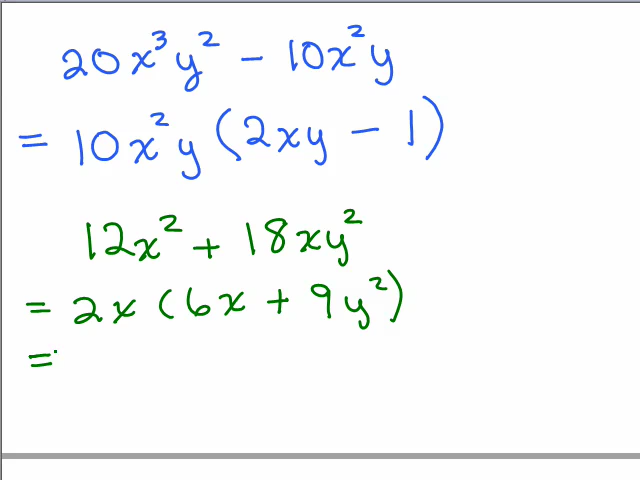 20x³y² - 10x²y
= 10x²y (2xy - 1)
12x² + 18xy²
= 2x (6x + 9y²)
=